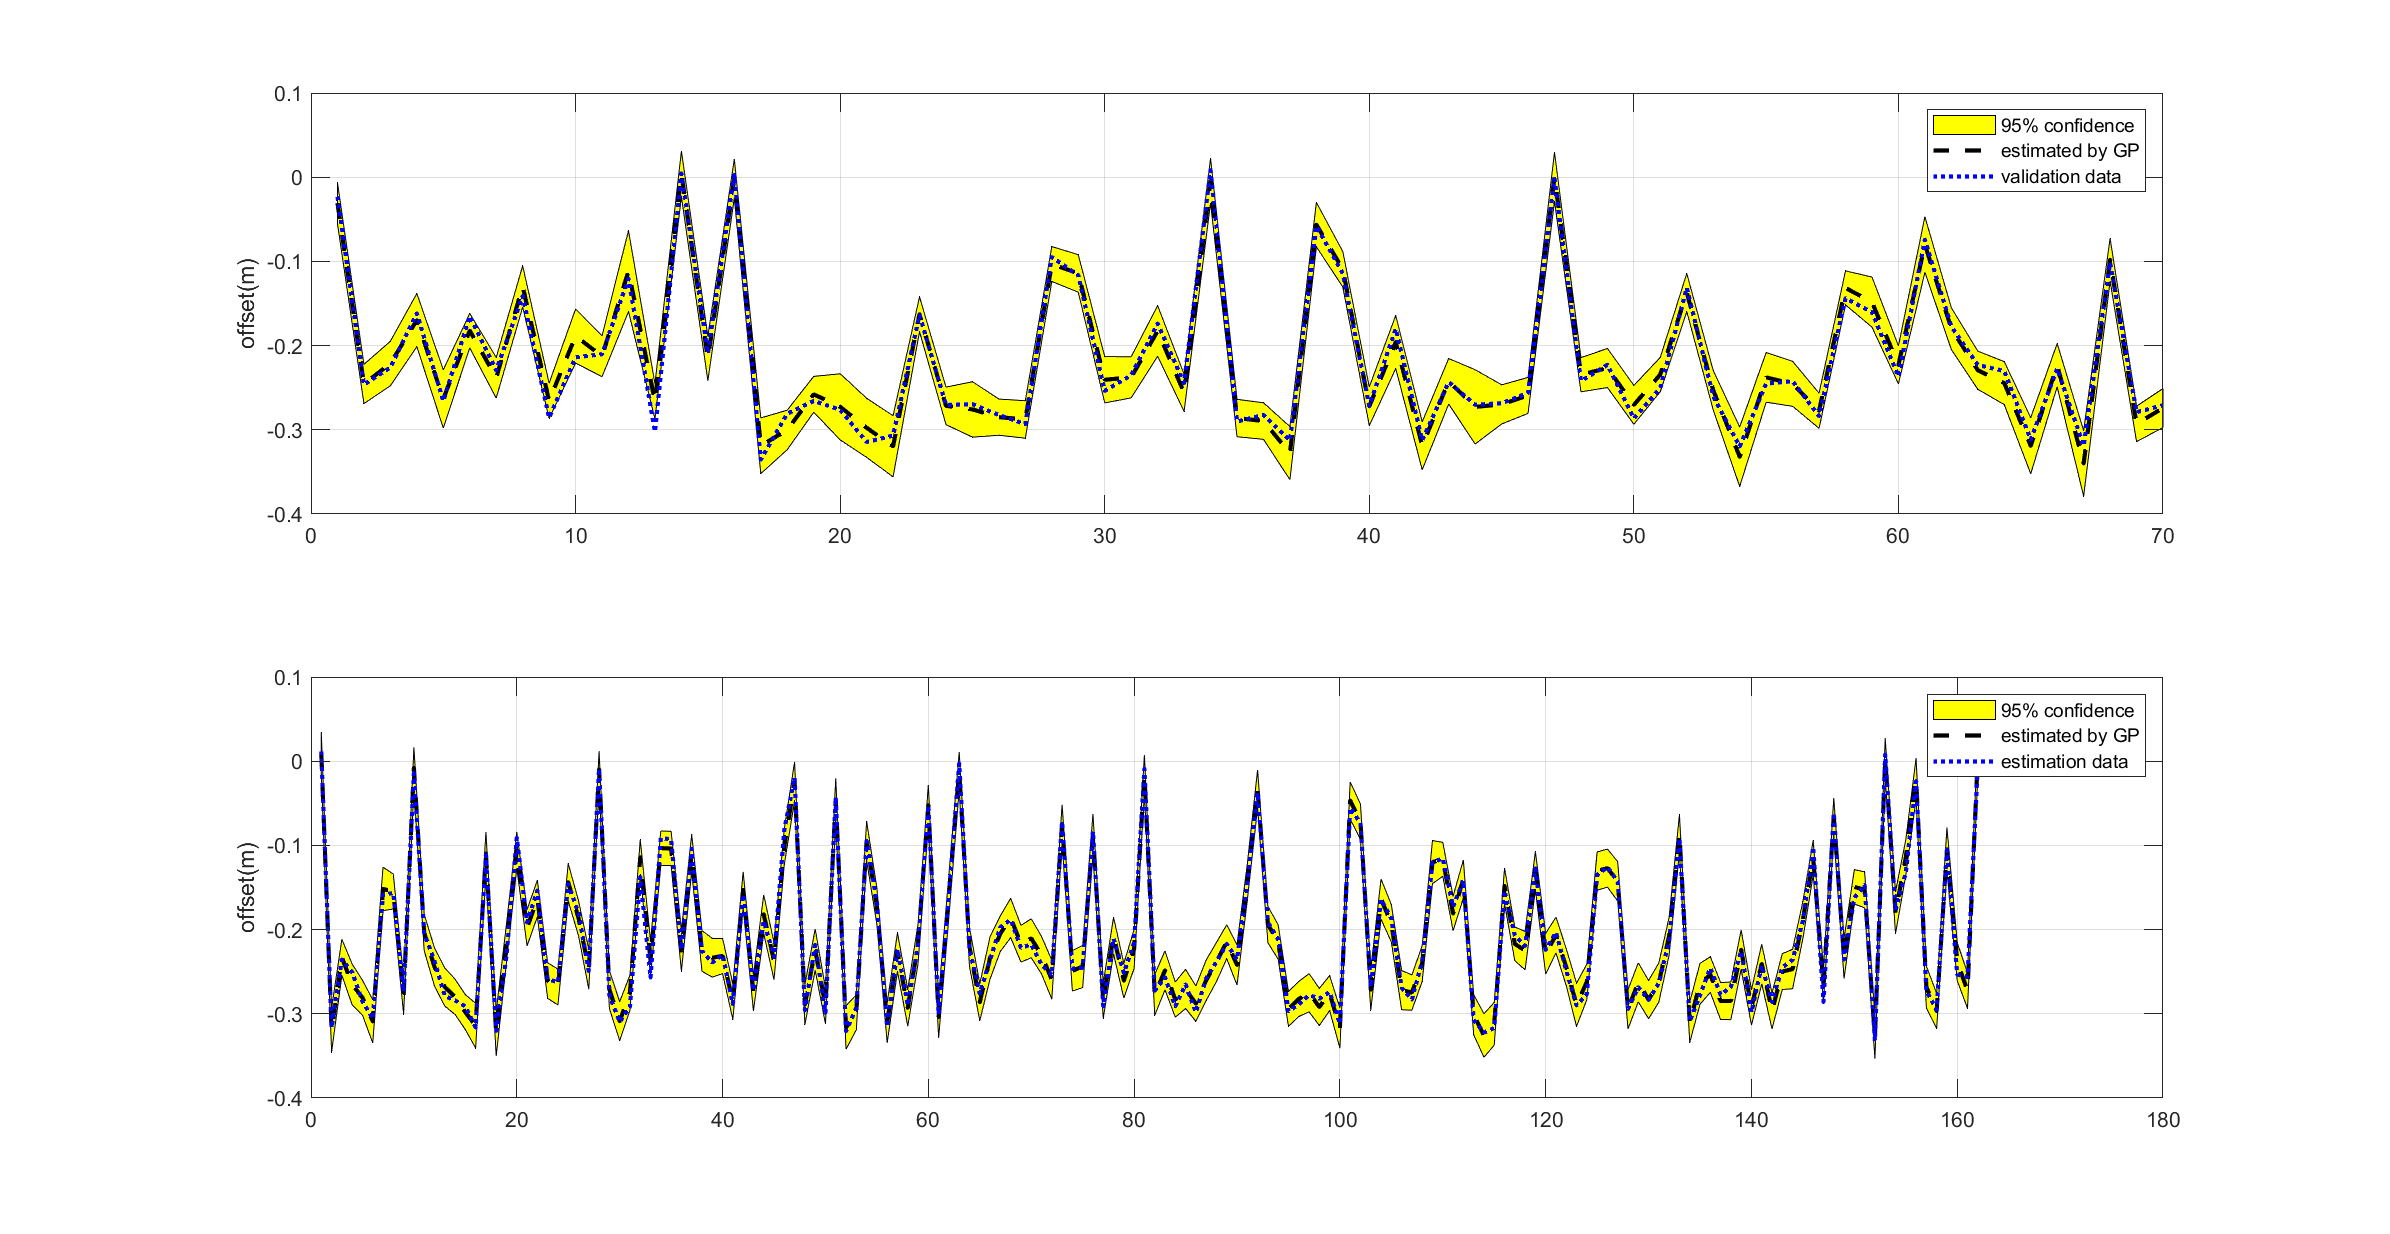 0.1
0
-0.1
-0.2
-0.3
-0.4
offset(m)
95% confidence
estimated by GP
validation data
0 10 20 30 40 50 60 70
0.1
0
-0.1
-0.2
-0.3
-0.4
offset(m)
95% confidence
estimated by GP
estimation data
0 20 40 60 80 100 120 140 160 180